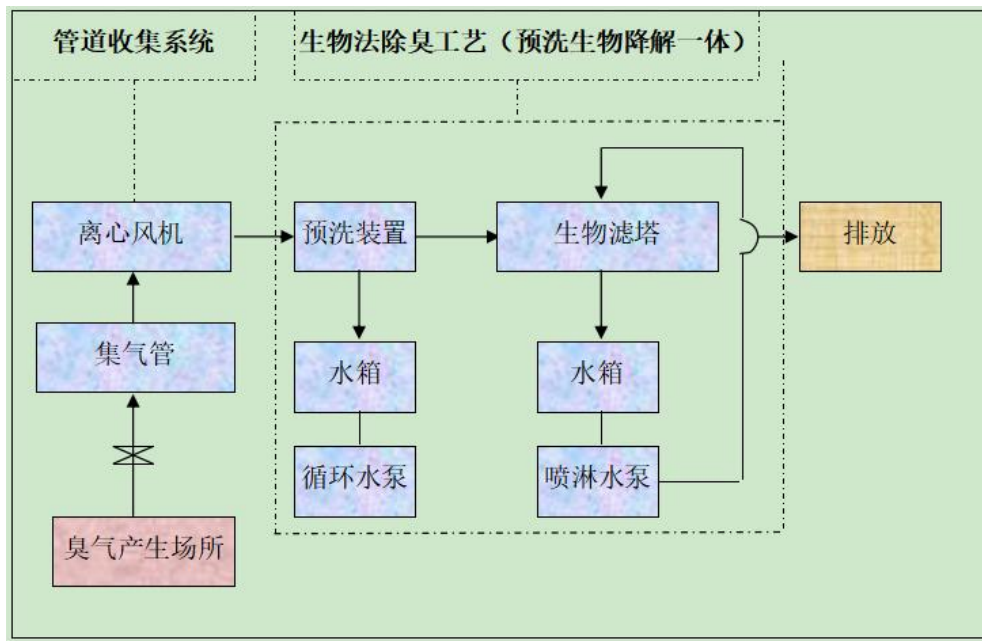 管道收集系统
生物法除臭工艺（预洗生物降解一体）
离心风机
预洗装置
生物滤塔
排放
集气管
水箱
水箱
循环水泵
喷淋水泵
臭气产生场所